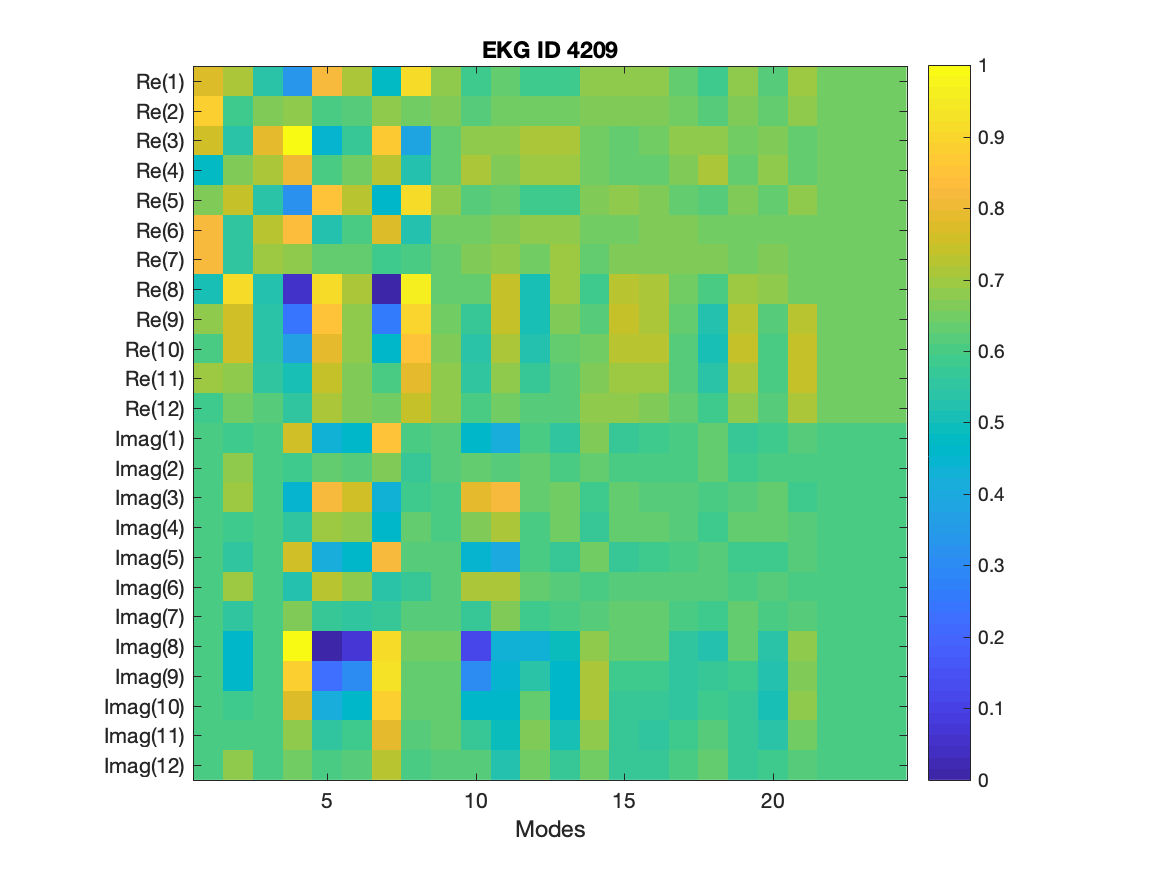 EKG ID 4209
Re(1)
Re(2)
Re(3)
Re(4)
Re(5)
Re(6)
Re(7)
Re(8)
Re(9)
Re(10)
Re(11)
Re(12)
Imag(1)
Imag(2)
Imag(3)
Imag(4)
Imag(5)
Imag(6)
Imag(7)
Imag(8)
Imag(9)
Imag(10)
Imag(11)
Imag(12)
5 10 15 20
Modes
1
0.9
0.8
0.7
0.6
0.5
0.4
0.3
0.2
0.1
0